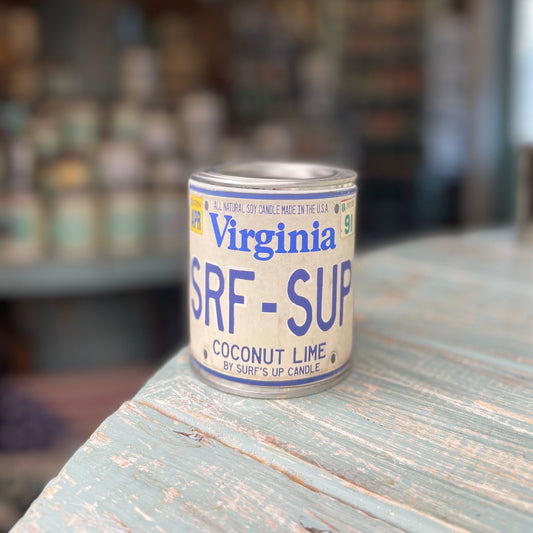 ALL NATURAL SOY CANDLE MADE IN THE U.S.A.
APR
Virginia
91
SRF-SUP
COCONUT LIME
BY SURF'S UP CANDLE